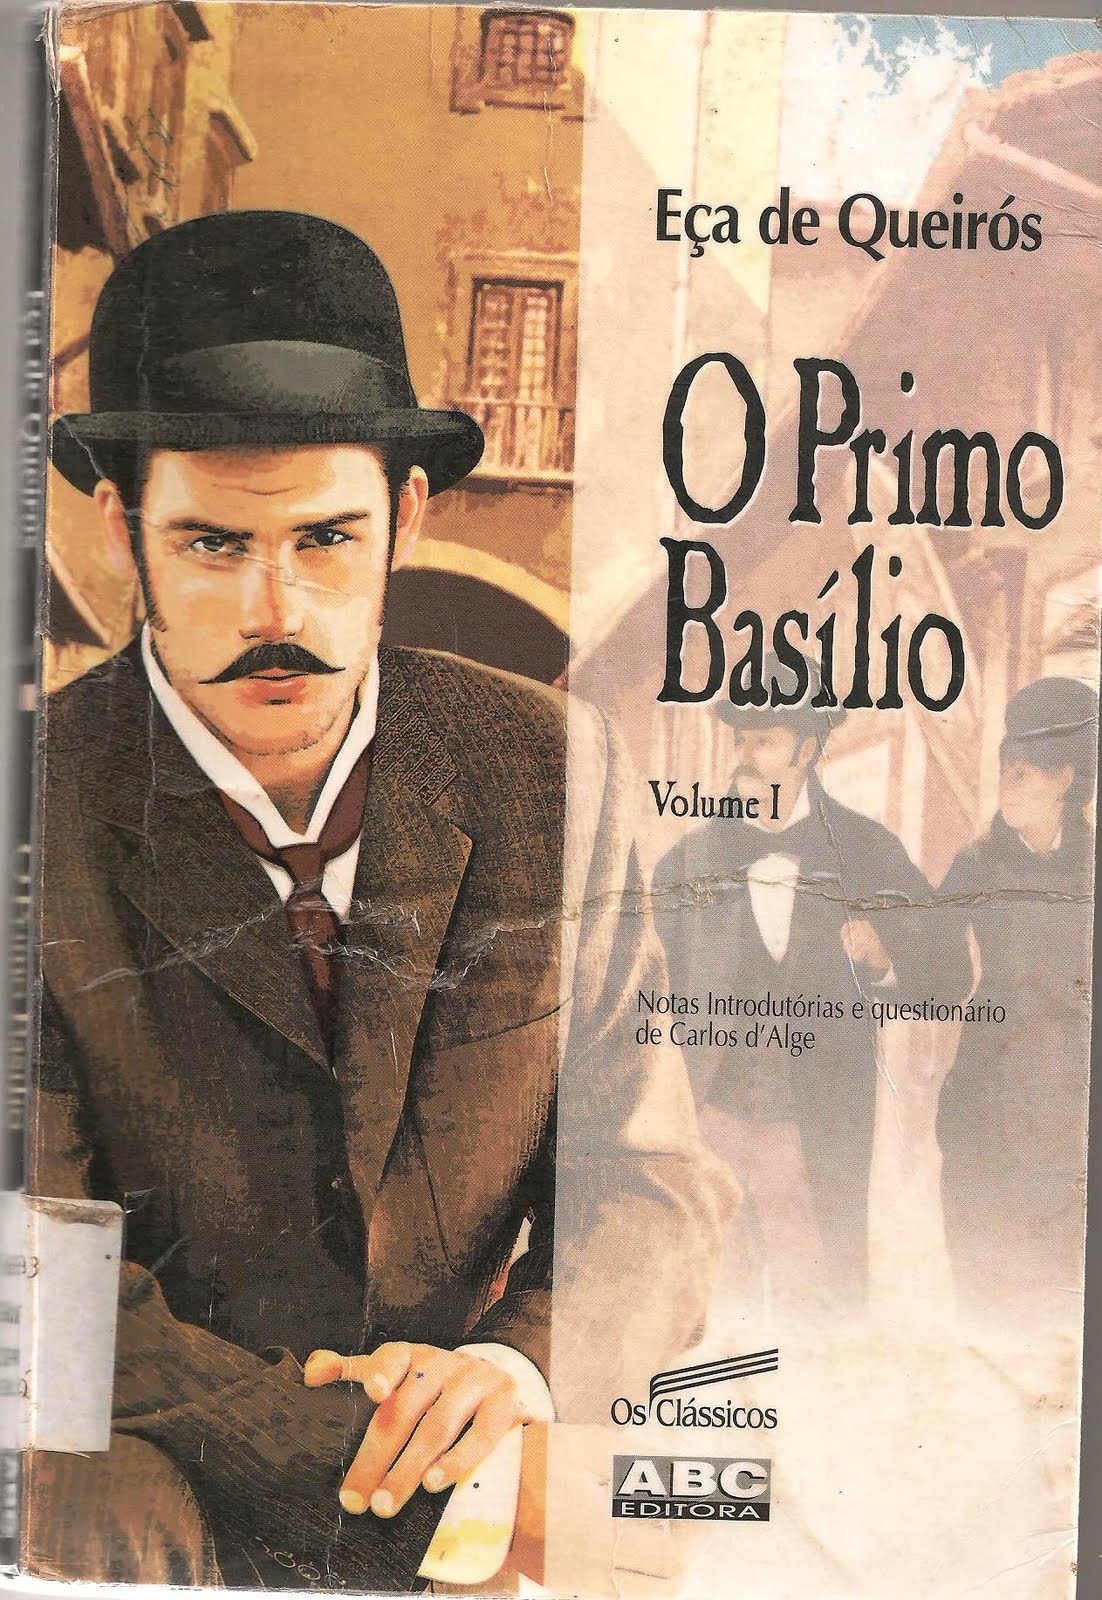 Eça de Queirós
O Primo
Basílio
Volume I
Notas Introdutórias e questionário
de Carlos d'Alge
Os Clássicos
ABC
EDITORA